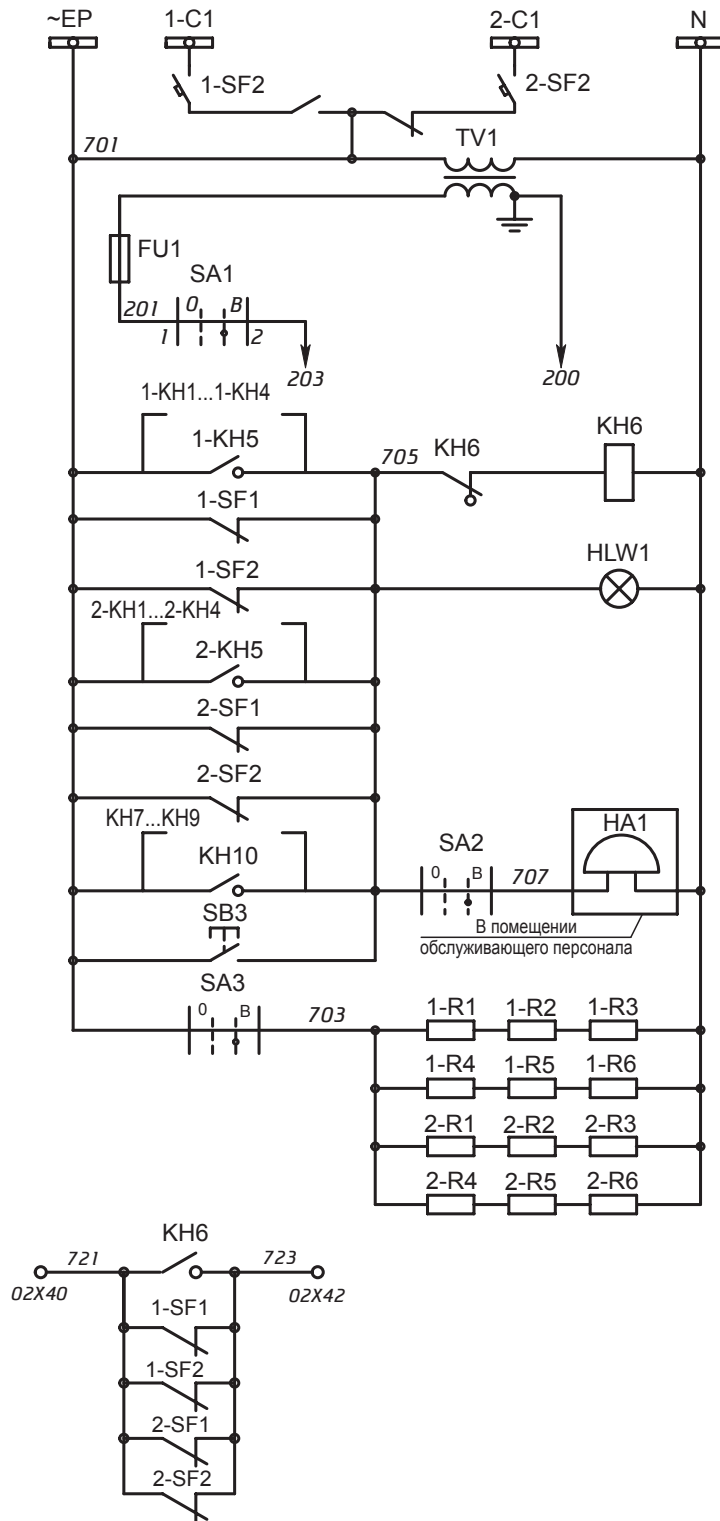 ~EP 1-C1 2-C1 N
1-SF2 2-SF2
701 TV1
FU1
SA1
201 0 B
1 2
203 200
1-KH1...1-KH4
1-KH5 705 KH6 KH6
1-SF1
HLW1
1-SF2
2-KH1...2-KH4
2-KH5
2-SF1
2-SF2
KH7...KH9 HA1
KH10 SA2
0 B 707
SB3
В помещении
обслуживающего персонала
SA3
0 B 703 1-R1 1-R2 1-R3
1-R4 1-R5 1-R6
2-R1 2-R2 2-R3
2-R4 2-R5 2-R6
KH6
721 723
02X40 02X42
1-SF1
1-SF2
2-SF1
2-SF2